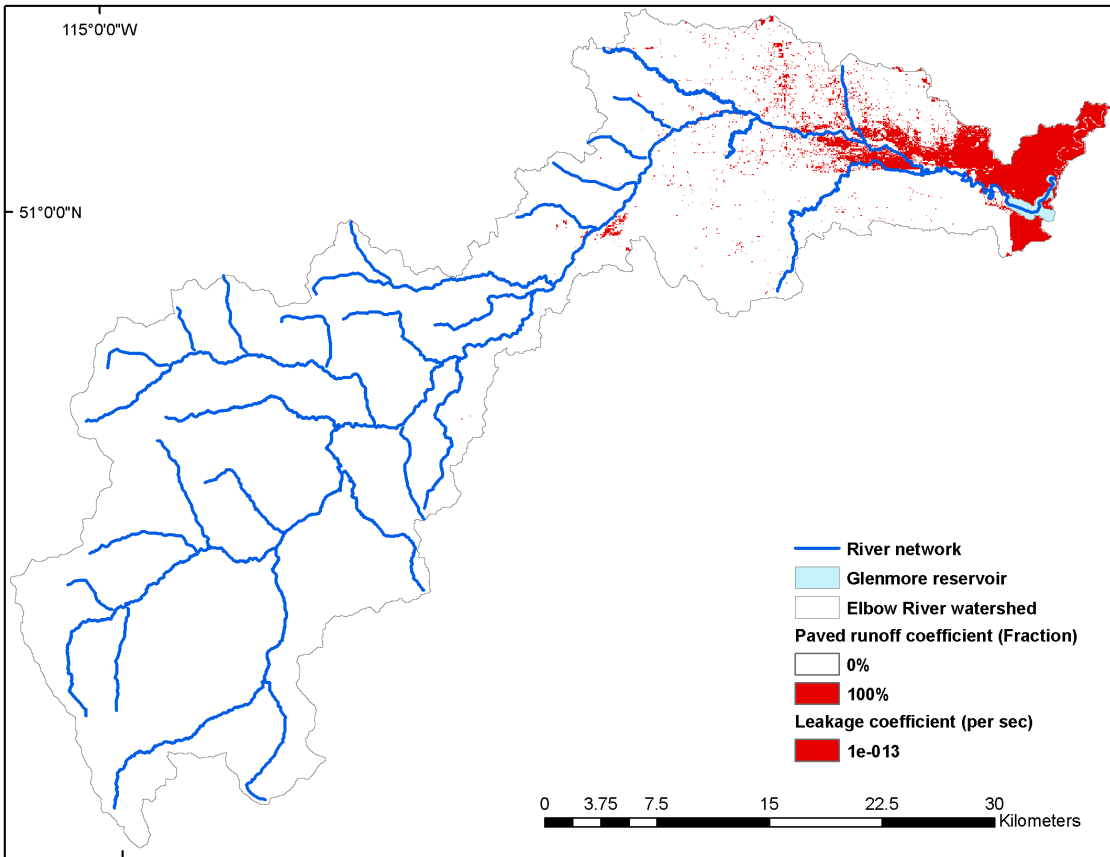 115°0'0"W
51°0'0"N
River network
Glenmore reservoir
Elbow River watershed
Paved runoff coefficient (Fraction)
0%
100%
Leakage coefficient (per sec)
1e-013
0 3.75 7.5 15 22.5 30
Kilometers